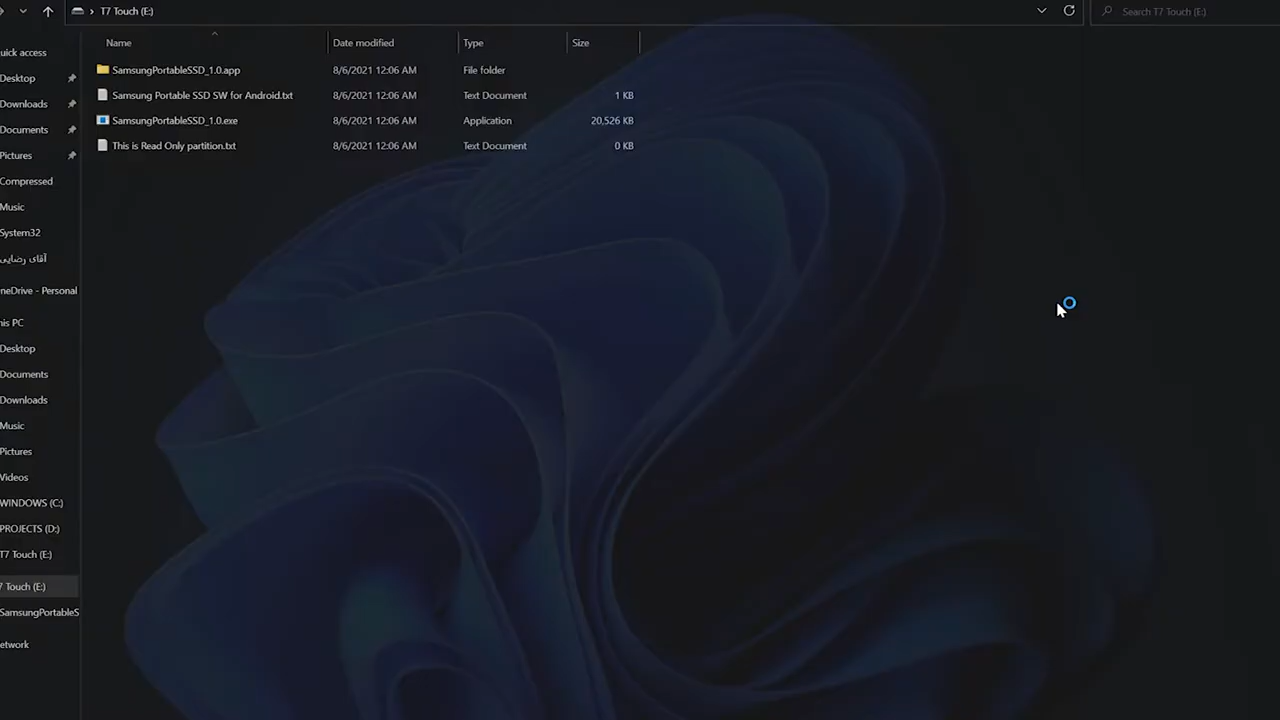 T7 Touch (E:)
Search T7 Touch (E:)
Name Date modified Type Size
SamsungPortableSSD_1.0.app 8/6/2021 12:06 AM File folder
Samsung Portable SSD SW for Android.txt 8/6/2021 12:06 AM Text Document 1 KB
SamsungPortableSSD_1.0.exe 8/6/2021 12:06 AM Application 20,526 KB
This is Read Only partition.txt 8/6/2021 12:06 AM Text Document 0 KB
uick access
Desktop
Downloads
Documents
Pictures
Compressed
Music
System32
آقای رضایی
neDrive - Personal
his PC
Desktop
Documents
Downloads
Music
Pictures
Videos
WINDOWS (C:)
PROJECTS (D:)
T7 Touch (E:)
7 Touch (E:)
SamsungPortableS
etwork